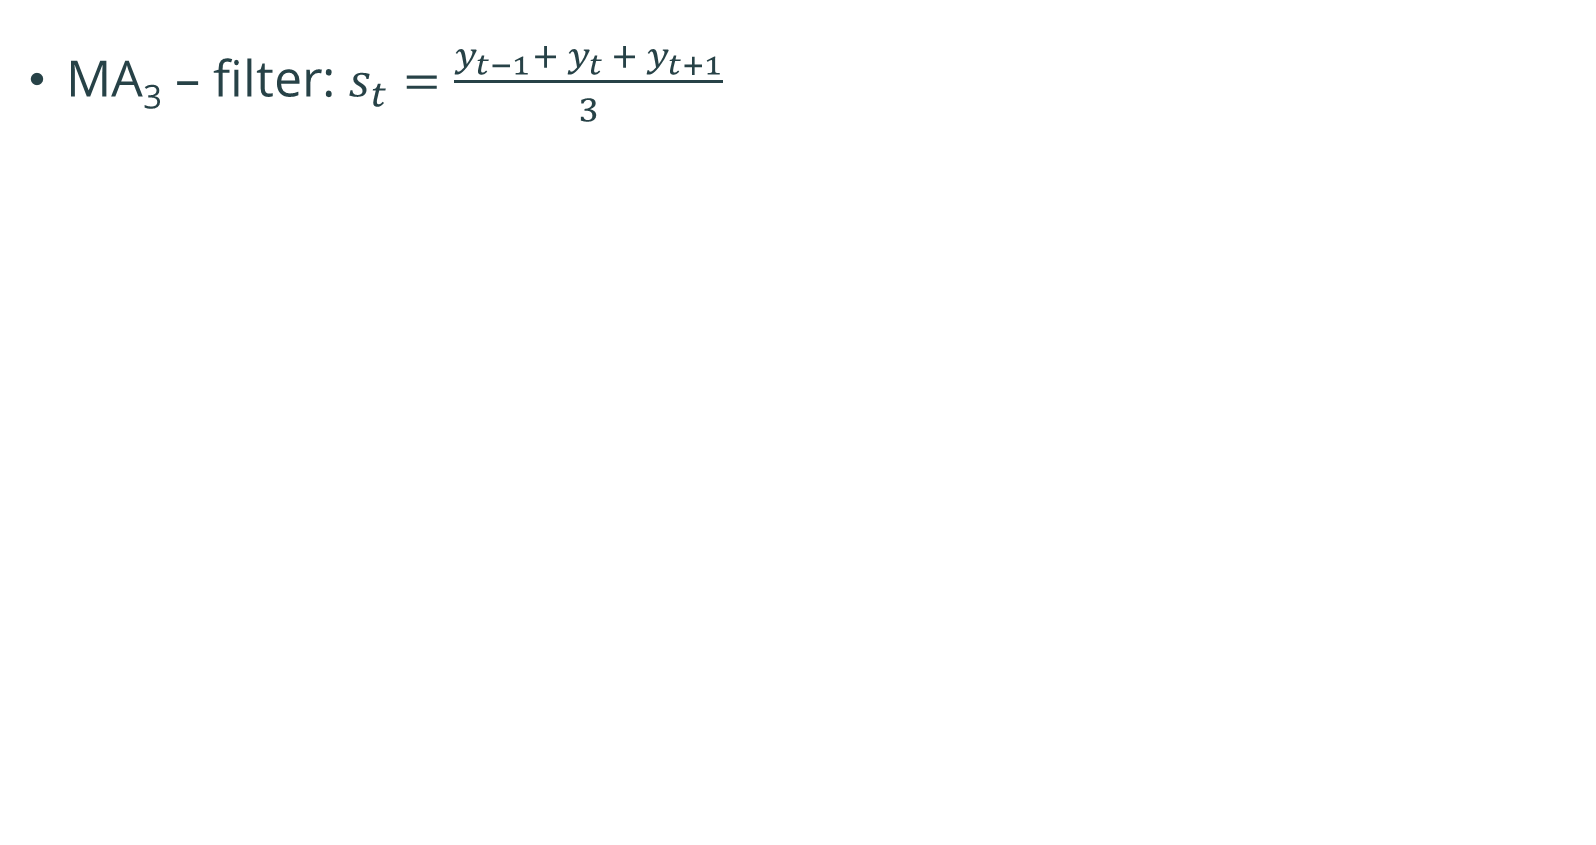 • MA₃ – filter: sₜ = (yₜ₋₁ + yₜ + yₜ₊₁) / 3